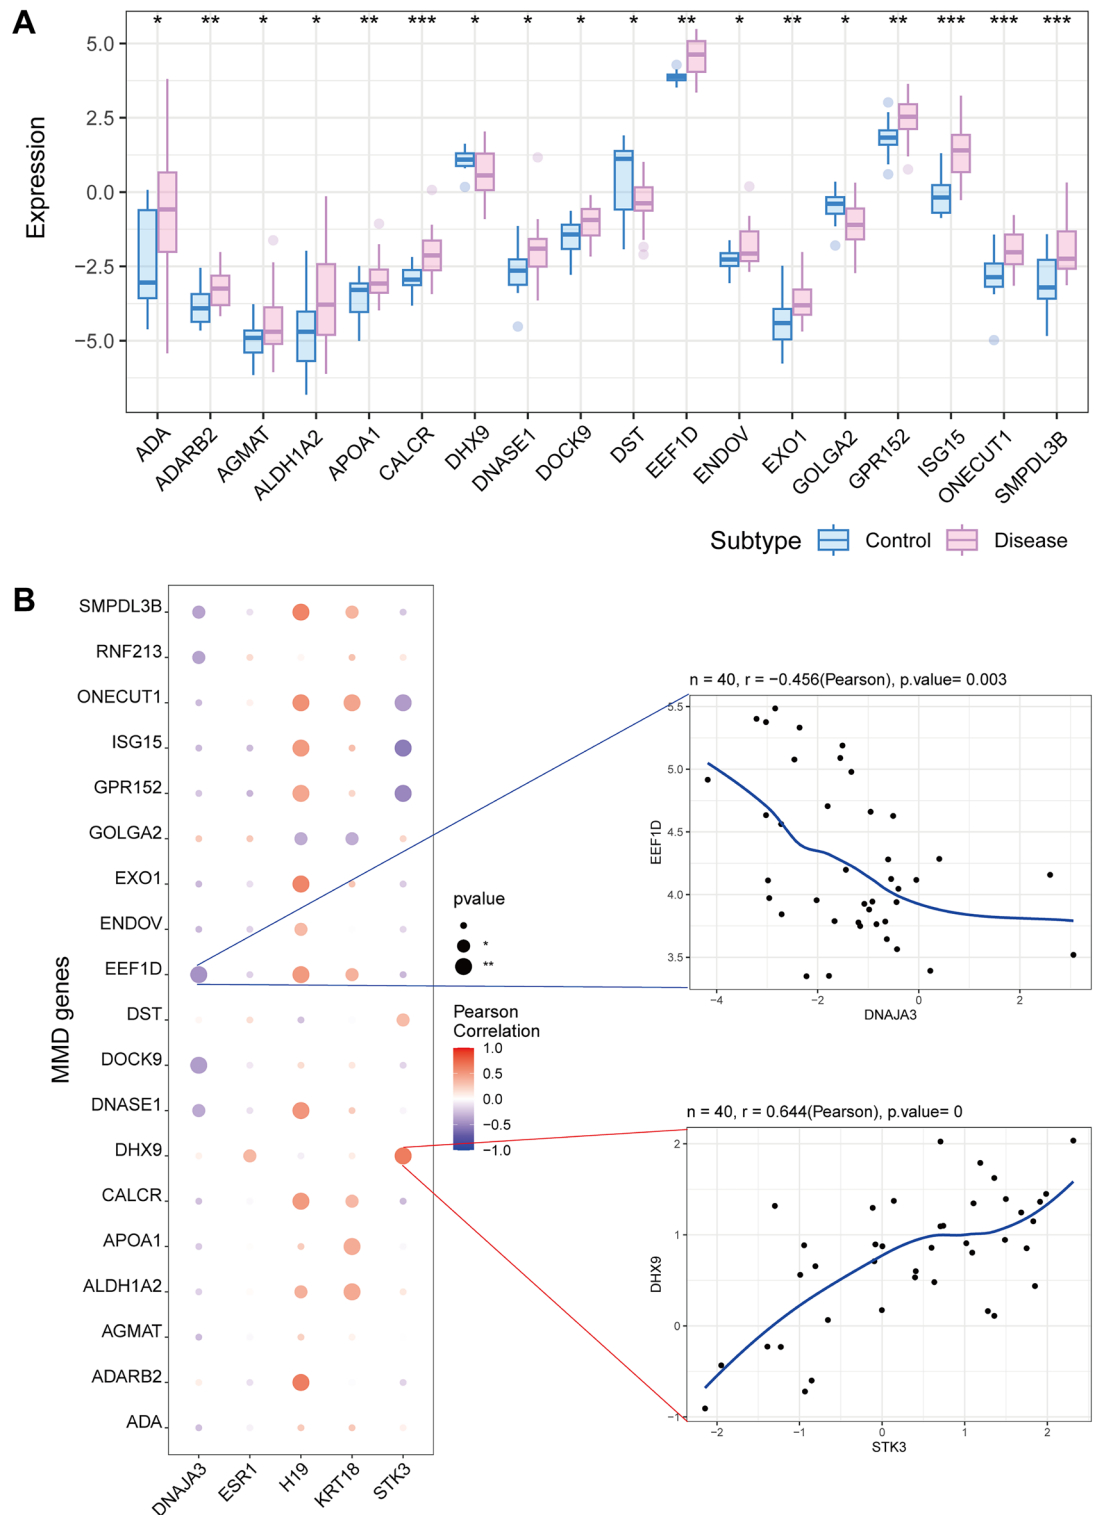 A
* ** * * ** *** * * * * ** * ** * ** *** *** ***
Expression
5.0
2.5
0.0
−2.5
−5.0
ADA ADARB2 AGMAT ALDH1A2 APOA1 CALCR DHX9 DNASE1 DOCK9 DST EEF1D ENDOV EXO1 GOLGA2 GPR152 ISG15 ONECUT1 SMPDL3B
Subtype Control Disease
B
MMD genes
SMPDL3B
RNF213
ONECUT1
ISG15
GPR152
GOLGA2
EXO1
ENDOV
EEF1D
DST
DOCK9
DNASE1
DHX9
CALCR
APOA1
ALDH1A2
AGMAT
ADARB2
ADA
DNAJA3 ESR1 H19 KRT18 STK3
pvalue
*
**
Pearson
Correlation
1.0
0.5
0.0
−0.5
−1.0
n = 40, r = −0.456(Pearson), p.value= 0.003
EEF1D
5.5
5.0
4.5
4.0
3.5
−4 −2 0 2
DNAJA3
n = 40, r = 0.644(Pearson), p.value= 0
DHX9
2
1
0
−1
−2 −1 0 1 2
STK3